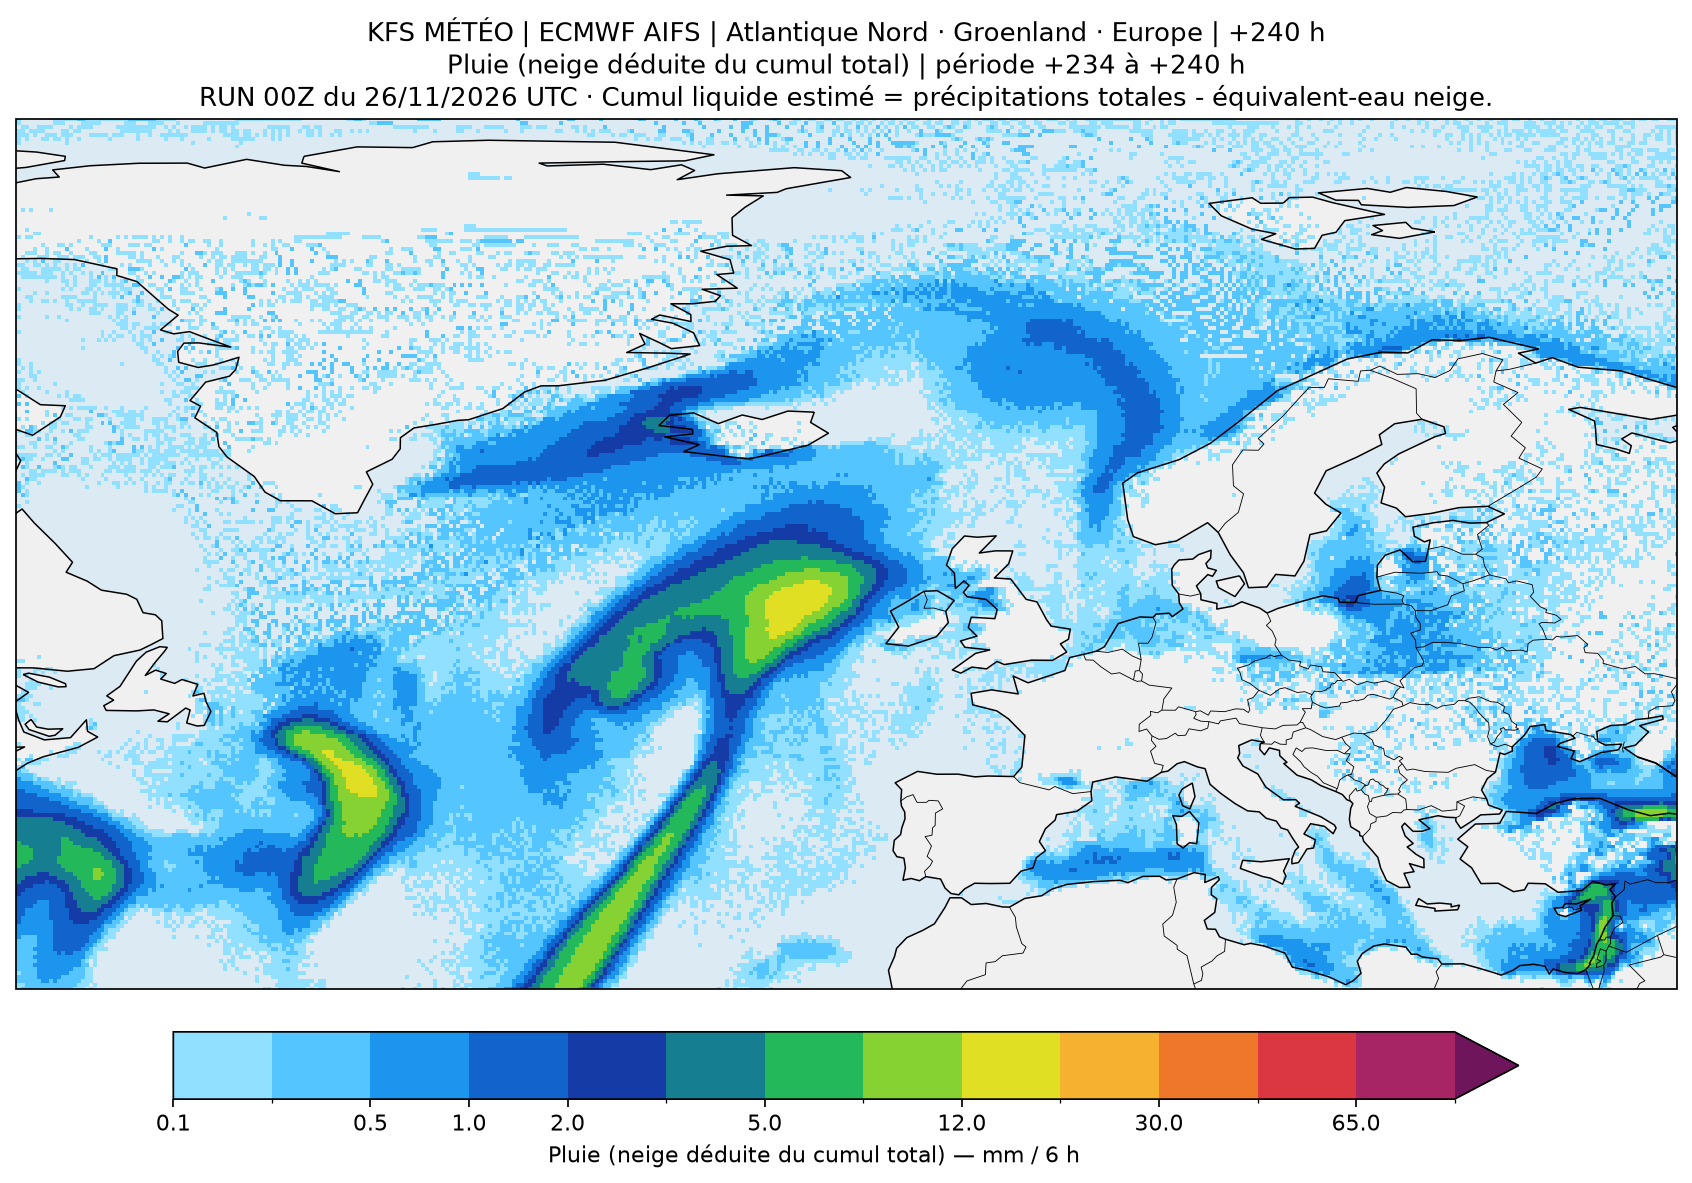 KFS MÉTÉO | ECMWF AIFS | Atlantique Nord · Groenland · Europe | +240 h
Pluie (neige déduite du cumul total) | période +234 à +240 h
RUN 00Z du 26/11/2026 UTC · Cumul liquide estimé = précipitations totales - équivalent-eau neige.
0.1 0.5 1.0 2.0 5.0 12.0 30.0 65.0
Pluie (neige déduite du cumul total) — mm / 6 h